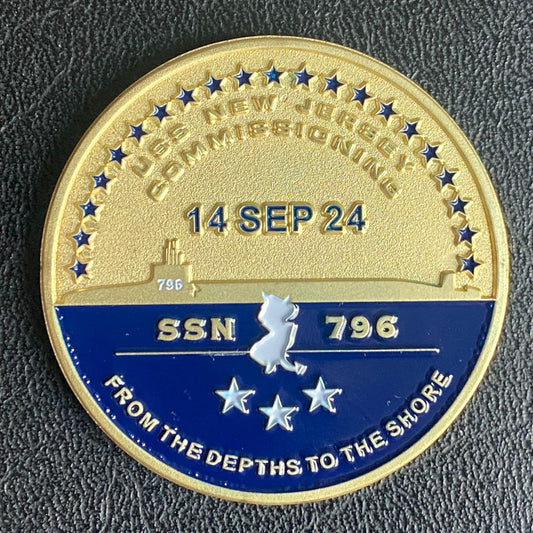 USS NEW JERSEY
COMMISSIONING
14 SEP 24
796
SSN 796
FROM THE DEPTHS TO THE SHORE